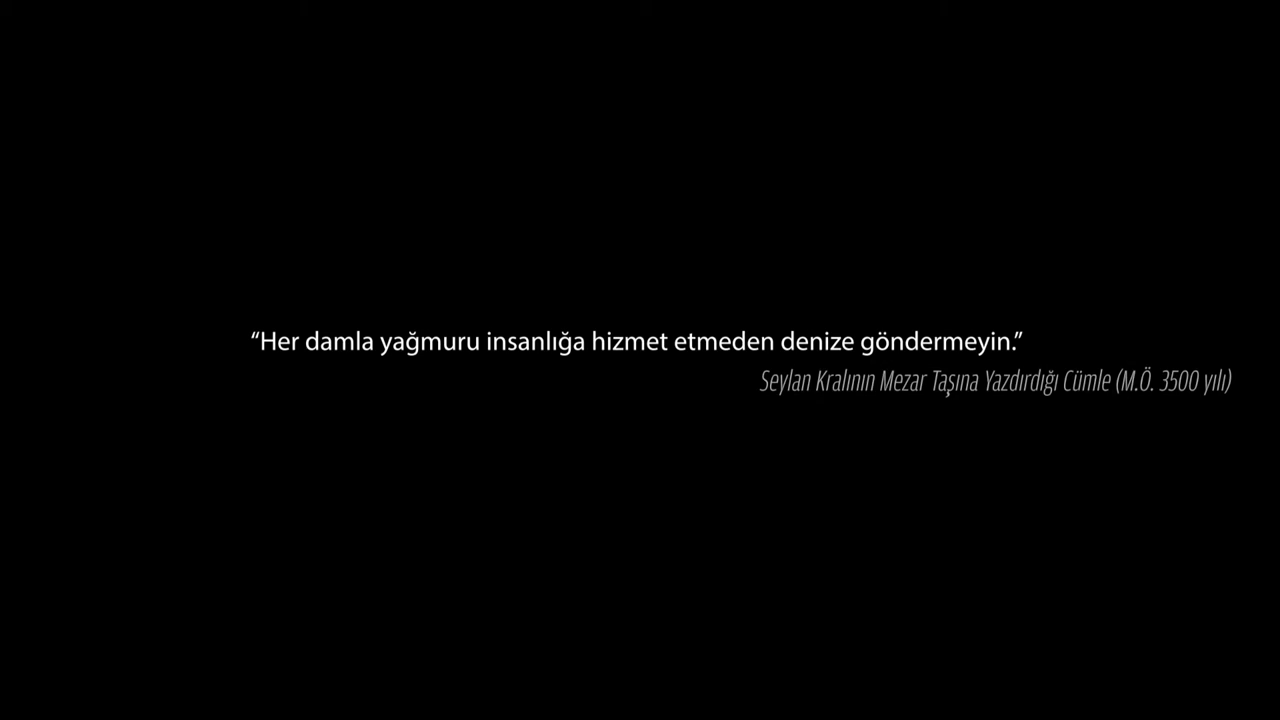 “Her damla yağmuru insanlığa hizmet etmeden denize göndermeyin.”
Seylan Kralının Mezar Taşına Yazdırdığı Cümle (M.Ö. 3500 yılı)